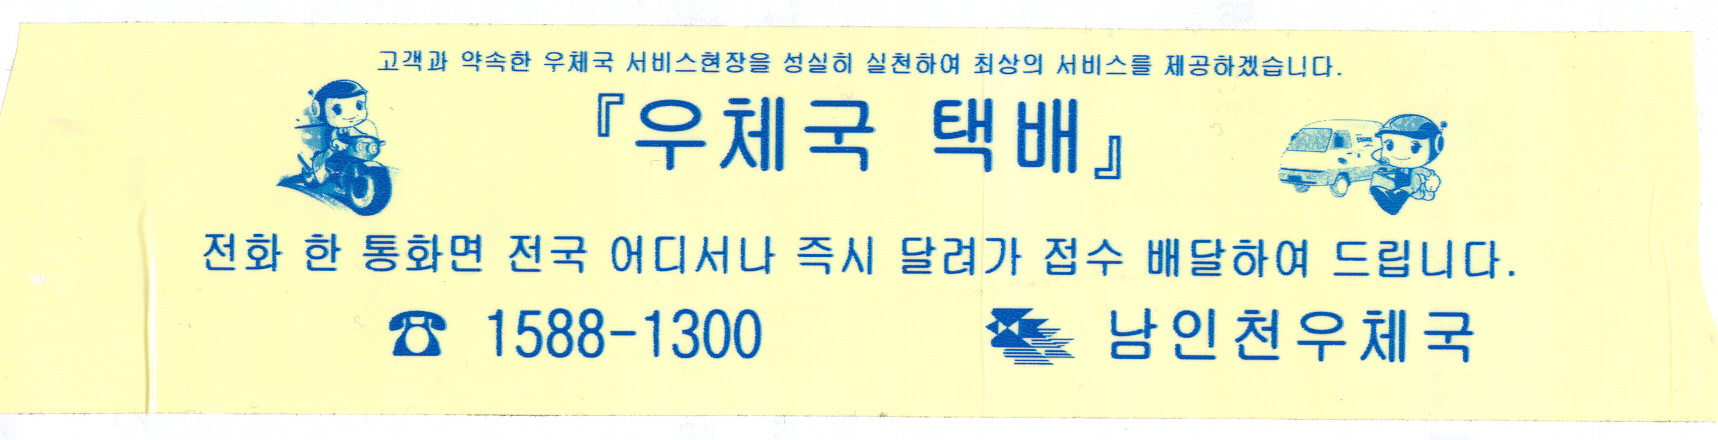 고객과 약속한 우체국 서비스현장을 성실히 실천하여 최상의 서비스를 제공하겠습니다.
『우체국 택배』
전화 한 통화면 전국 어디서나 즉시 달려가 접수 배달하여 드립니다.
☎ 1588-1300 남인천우체국